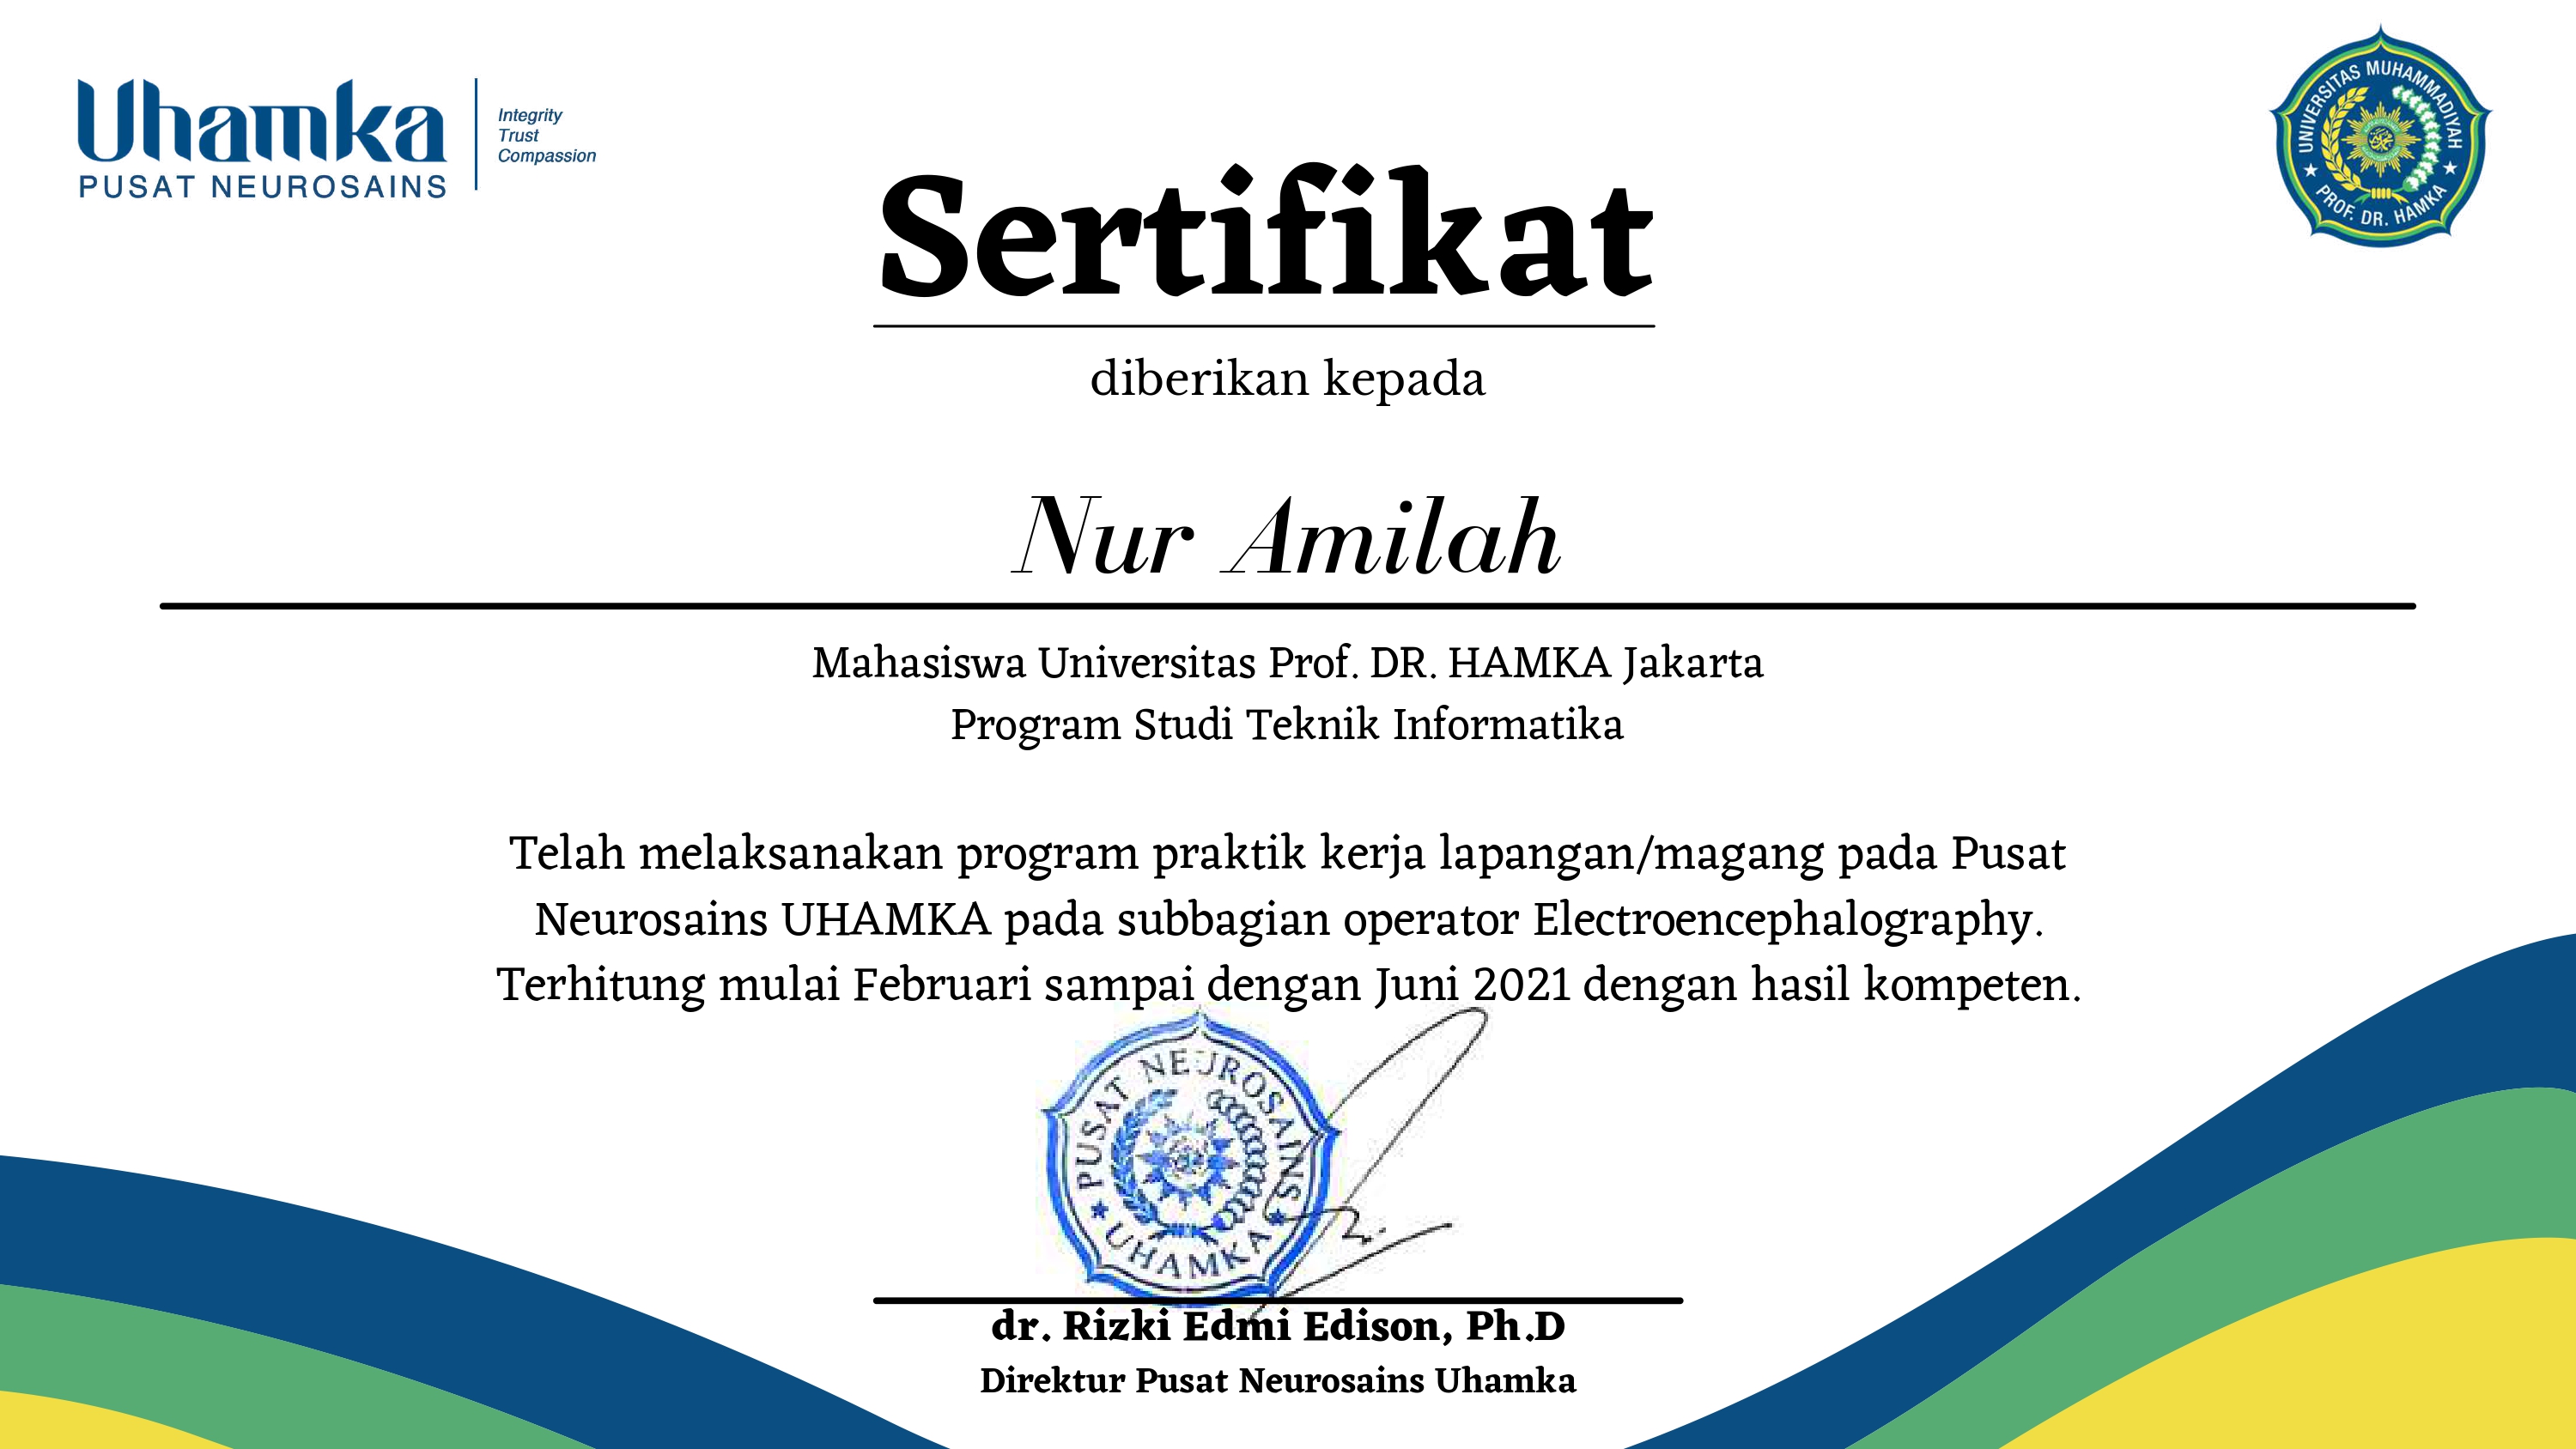 Uhamka
PUSAT NEUROSAINS
Integrity
Trust
Compassion
UNIVERSITAS MUHAMMADIYAH
PROF. DR. HAMKA
Sertifikat
diberikan kepada
Nur Amilah
Mahasiswa Universitas Prof. DR. HAMKA Jakarta
Program Studi Teknik Informatika
Telah melaksanakan program praktik kerja lapangan/magang pada Pusat
Neurosains UHAMKA pada subbagian operator Electroencephalography.
Terhitung mulai Februari sampai dengan Juni 2021 dengan hasil kompeten.
PUSAT NEUROSAINS
UHAMKA
dr. Rizki Edmi Edison, Ph.D
Direktur Pusat Neurosains Uhamka